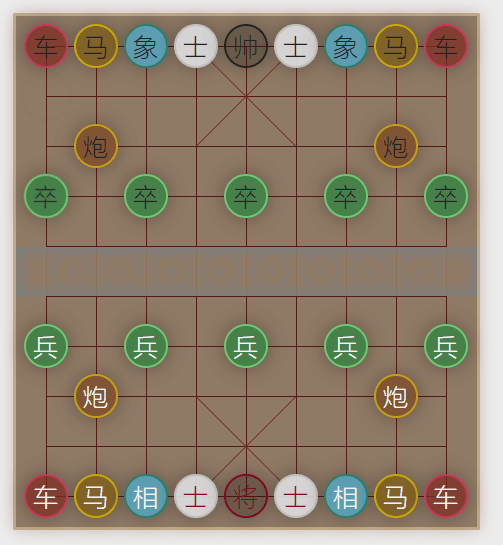 车马象士帅士象马车
炮 炮
卒 卒 卒 卒 卒
兵 兵 兵 兵 兵
炮 炮
车马相士将士相马车